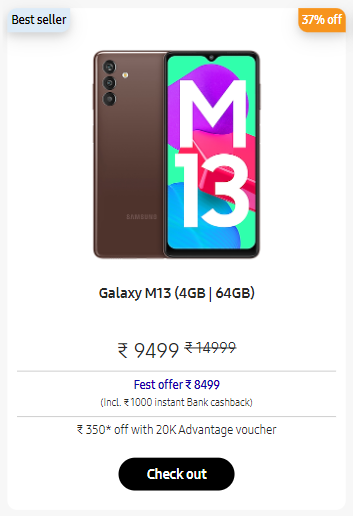 Best seller
37% off
SAMSUNG
M
13
Galaxy M13 (4GB | 64GB)
₹ 9499 ₹ 14999
Fest offer ₹ 8499
(Incl. ₹ 1000 instant Bank cashback)
₹ 350* off with 20K Advantage voucher
Check out